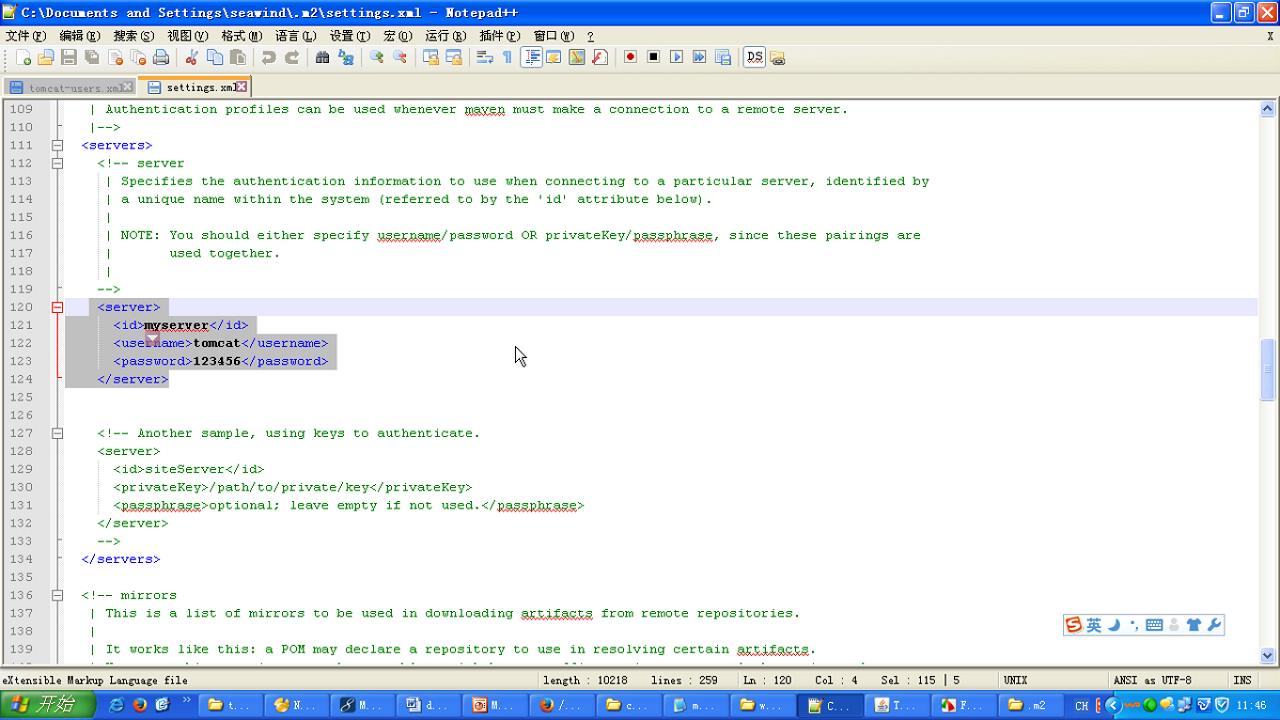 C:\Documents and Settings\seawind\.m2\settings.xml - Notepad++
文件(F) 编辑(E) 搜索(S) 视图(V) 格式(M) 语言(L) 设置(T) 宏(O) 运行(R) 插件(P) 窗口(W) ? X
tomcat-users.xml settings.xml
109 | Authentication profiles can be used whenever maven must make a connection to a remote server.
110 |-->
111 <servers>
112 <!-- server
113 | Specifies the authentication information to use when connecting to a particular server, identified by
114 | a unique name within the system (referred to by the 'id' attribute below).
115 |
116 | NOTE: You should either specify username/password OR privateKey/passphrase, since these pairings are
117 | used together.
118 |
119 -->
120 <server>
121 <id>myserver</id>
122 <username>tomcat</username>
123 <password>123456</password>
124 </server>
125
126
127 <!-- Another sample, using keys to authenticate.
128 <server>
129 <id>siteServer</id>
130 <privateKey>/path/to/private/key</privateKey>
131 <passphrase>optional; leave empty if not used.</passphrase>
132 </server>
133 -->
134 </servers>
135
136 <!-- mirrors
137 | This is a list of mirrors to be used in downloading artifacts from remote repositories.
138 |
139 | It works like this: a POM may declare a repository to use in resolving certain artifacts.
英
eXtensible Markup Language file length : 10218 lines : 259 Ln : 120 Col : 4 Sel : 115 | 5 UNIX ANSI as UTF-8 INS
开始 t... N... M... d... M... /... c... m... w... C... T... F... .m2 CH 11:46